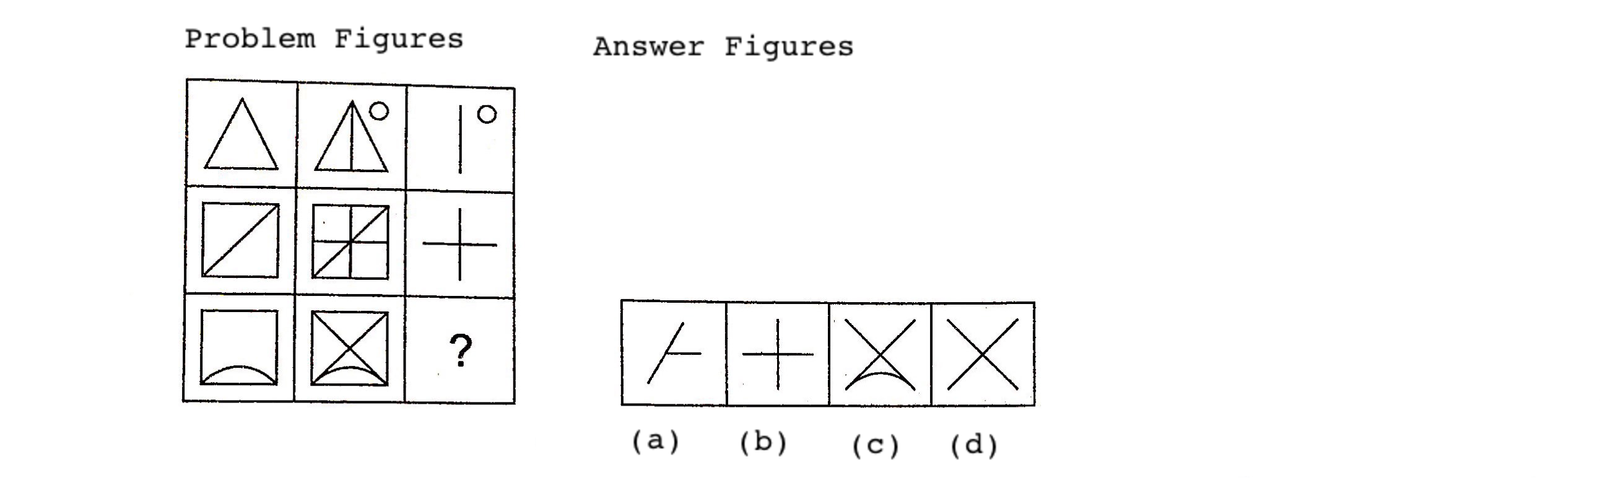 Problem Figures
Answer Figures
?
(a) (b) (c) (d)